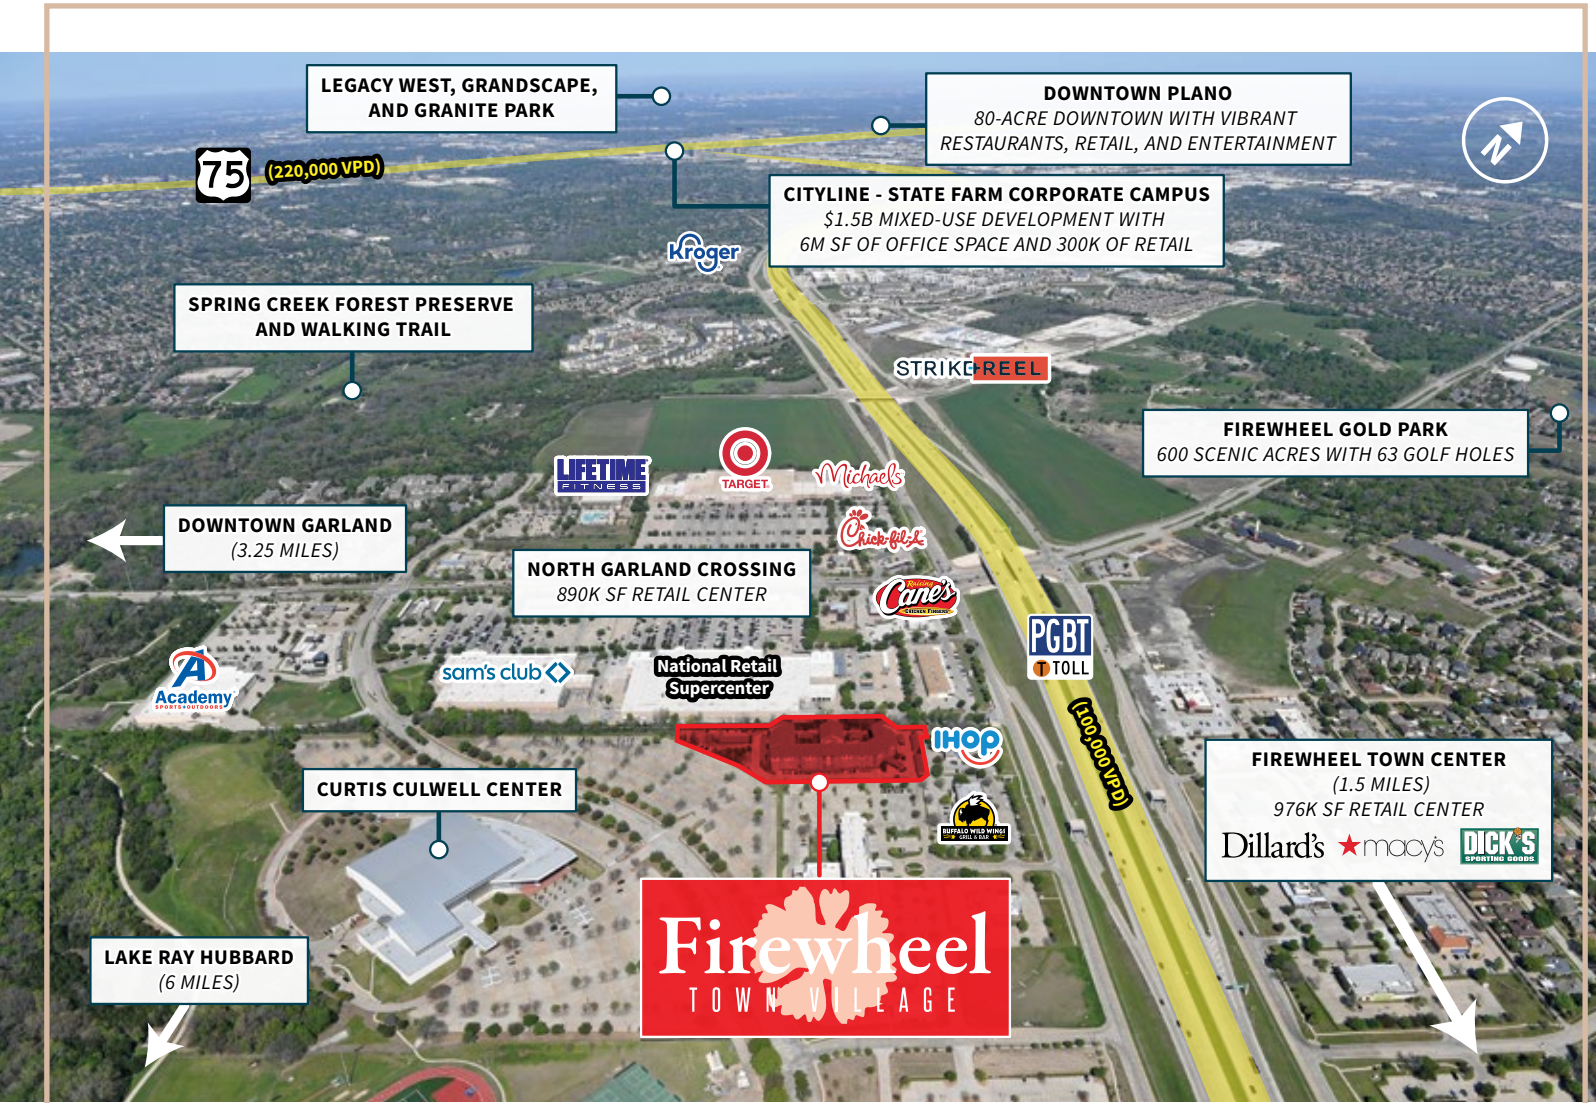 LEGACY WEST, GRANDSCAPE,
AND GRANITE PARK
DOWNTOWN PLANO
80-ACRE DOWNTOWN WITH VIBRANT
RESTAURANTS, RETAIL, AND ENTERTAINMENT
N
75
(220,000 VPD)
CITYLINE - STATE FARM CORPORATE CAMPUS
$1.5B MIXED-USE DEVELOPMENT WITH
6M SF OF OFFICE SPACE AND 300K OF RETAIL
Kroger
SPRING CREEK FOREST PRESERVE
AND WALKING TRAIL
STRIKE+REEL
FIREWHEEL GOLD PARK
600 SCENIC ACRES WITH 63 GOLF HOLES
LIFETIME
FITNESS
TARGET
Michaels
Chick-fil-A
DOWNTOWN GARLAND
(3.25 MILES)
NORTH GARLAND CROSSING
890K SF RETAIL CENTER
Raising
Cane's
CHICKEN FINGERS
PGBT
T TOLL
Academy
SPORTS+OUTDOORS
sam's club
National Retail
Supercenter
(100,000 VPD)
IHOP
CURTIS CULWELL CENTER
BUFFALO WILD WINGS
GRILL & BAR
FIREWHEEL TOWN CENTER
(1.5 MILES)
976K SF RETAIL CENTER
Dillard's
macy's
DICK'S
SPORTING GOODS
Firewheel
TOWN VILLAGE
LAKE RAY HUBBARD
(6 MILES)